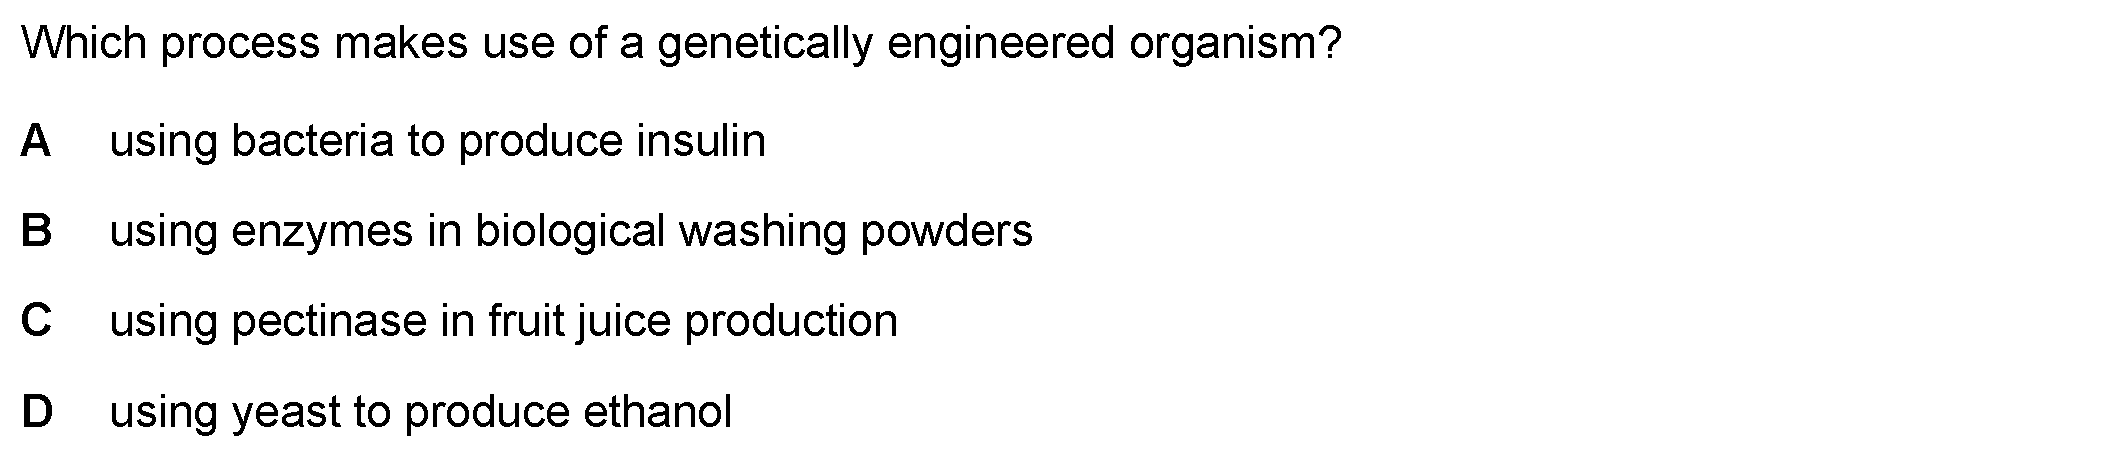 Which process makes use of a genetically engineered organism?
A using bacteria to produce insulin
B using enzymes in biological washing powders
C using pectinase in fruit juice production
D using yeast to produce ethanol